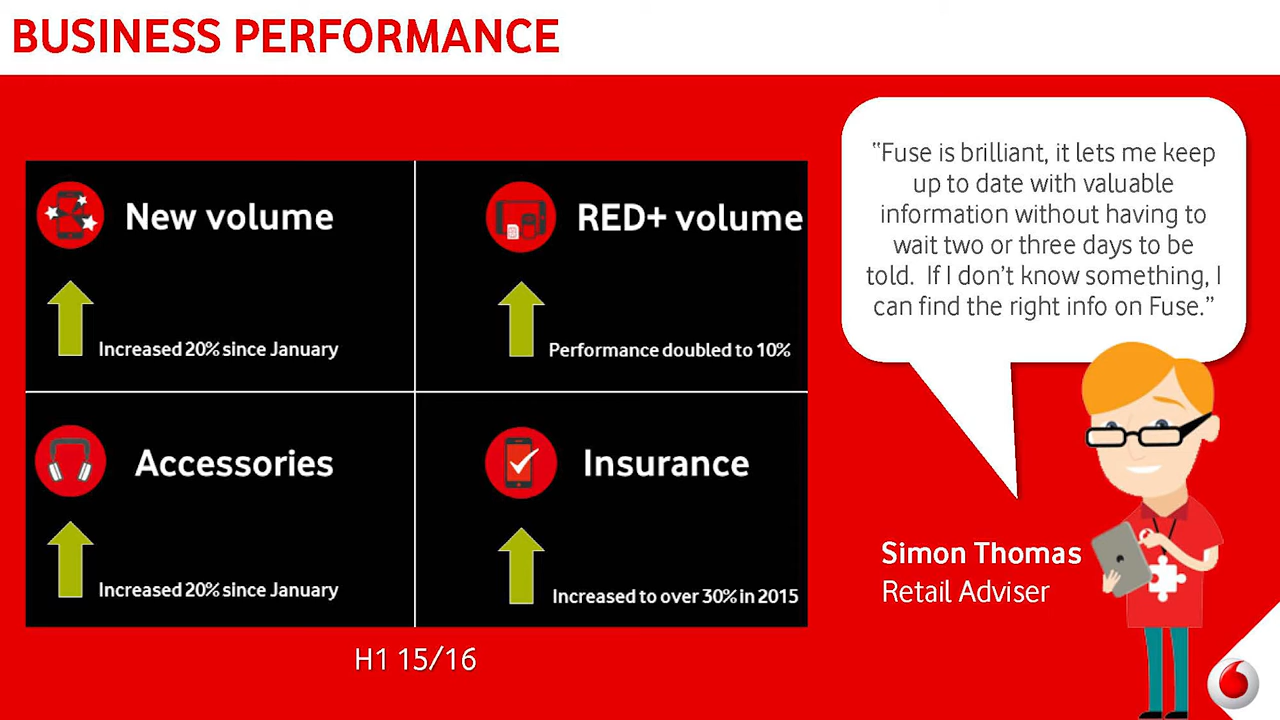 BUSINESS PERFORMANCE
New volume
Increased 20% since January
RED+ volume
Performance doubled to 10%
Accessories
Increased 20% since January
Insurance
Increased to over 30% in 2015
H1 15/16
“Fuse is brilliant, it lets me keep
up to date with valuable
information without having to
wait two or three days to be
told.  If I don’t know something, I
can find the right info on Fuse.”
Simon Thomas
Retail Adviser